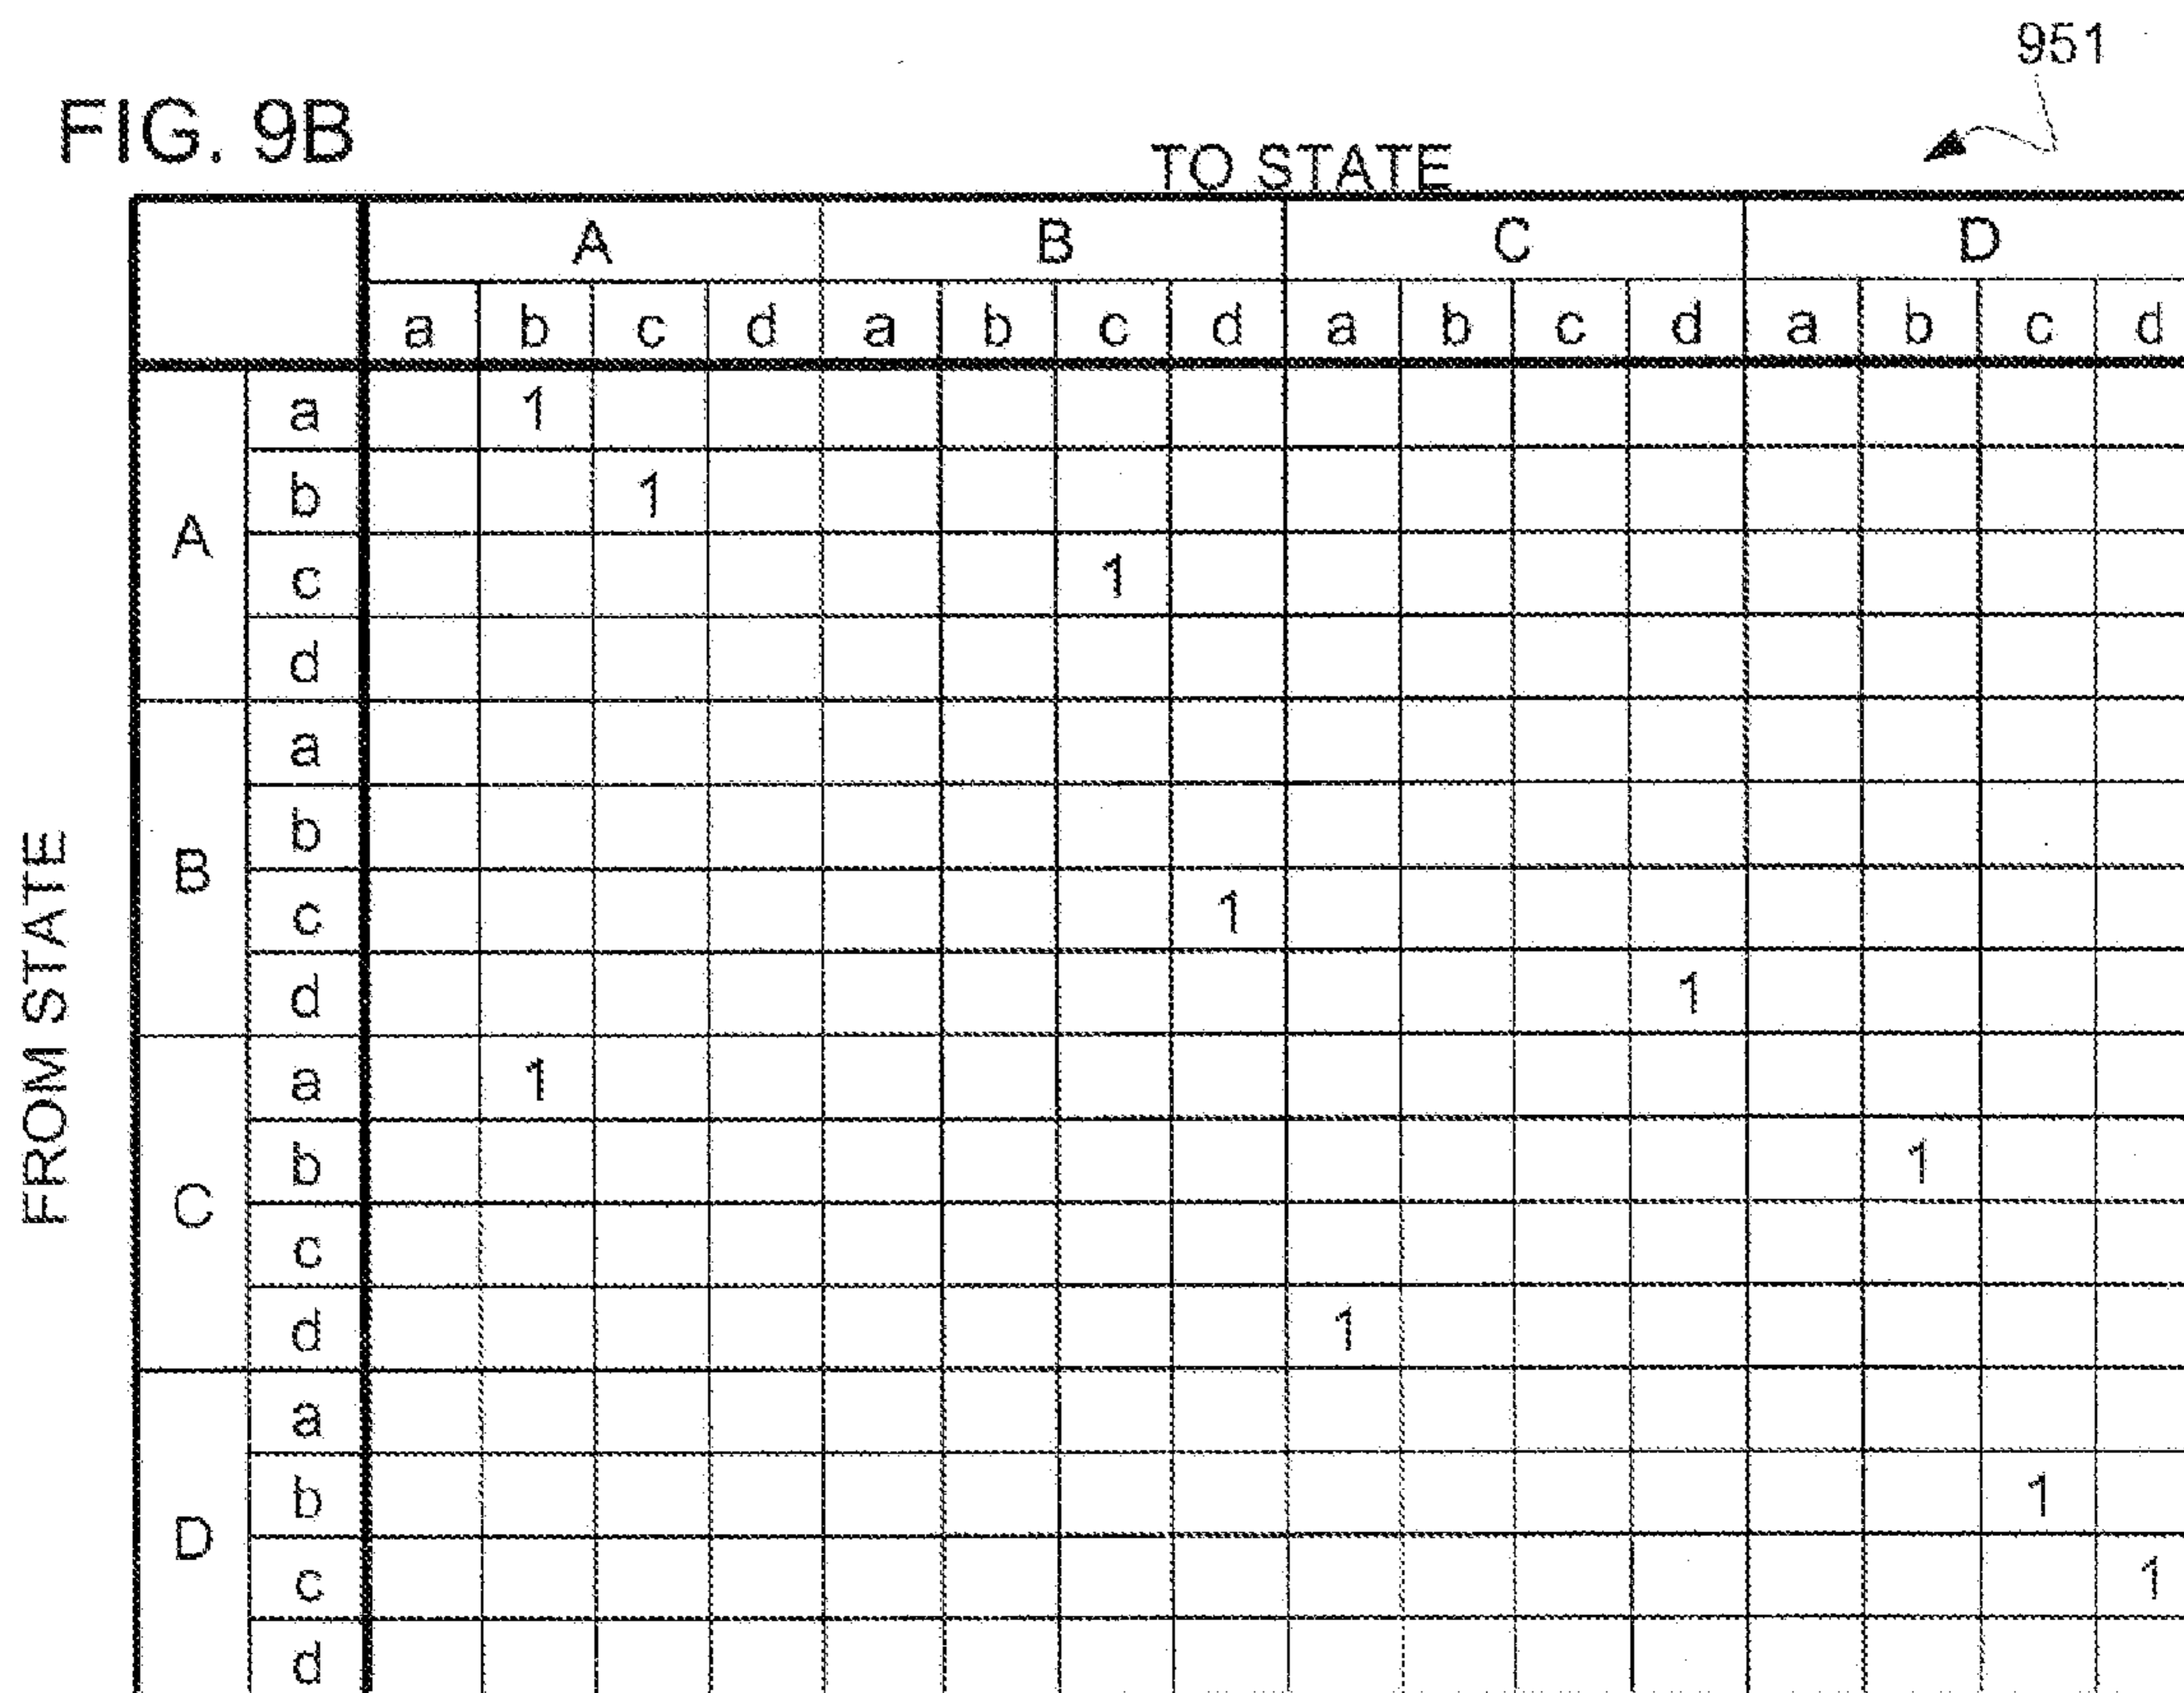 951
FIG. 9B
TO STATE
A B C D
a b c d a b c d a b c d a b c d
FROM STATE
A
a 1
b 1
c 1
d
B
a
b
c 1
d 1
C
a 1
b 1
c
d 1
D
a
b 1
c 1
d